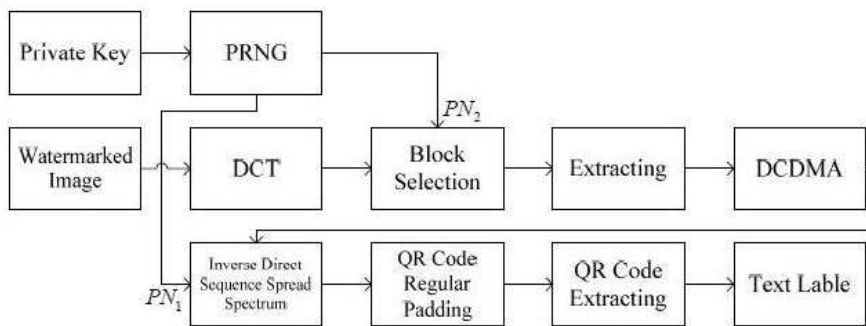 Private Key
PRNG
PN₂
Watermarked
Image
DCT
Block
Selection
Extracting
DCDMA
PN₁
Inverse Direct
Sequence Spread
Spectrum
QR Code
Regular
Padding
QR Code
Extracting
Text Lable